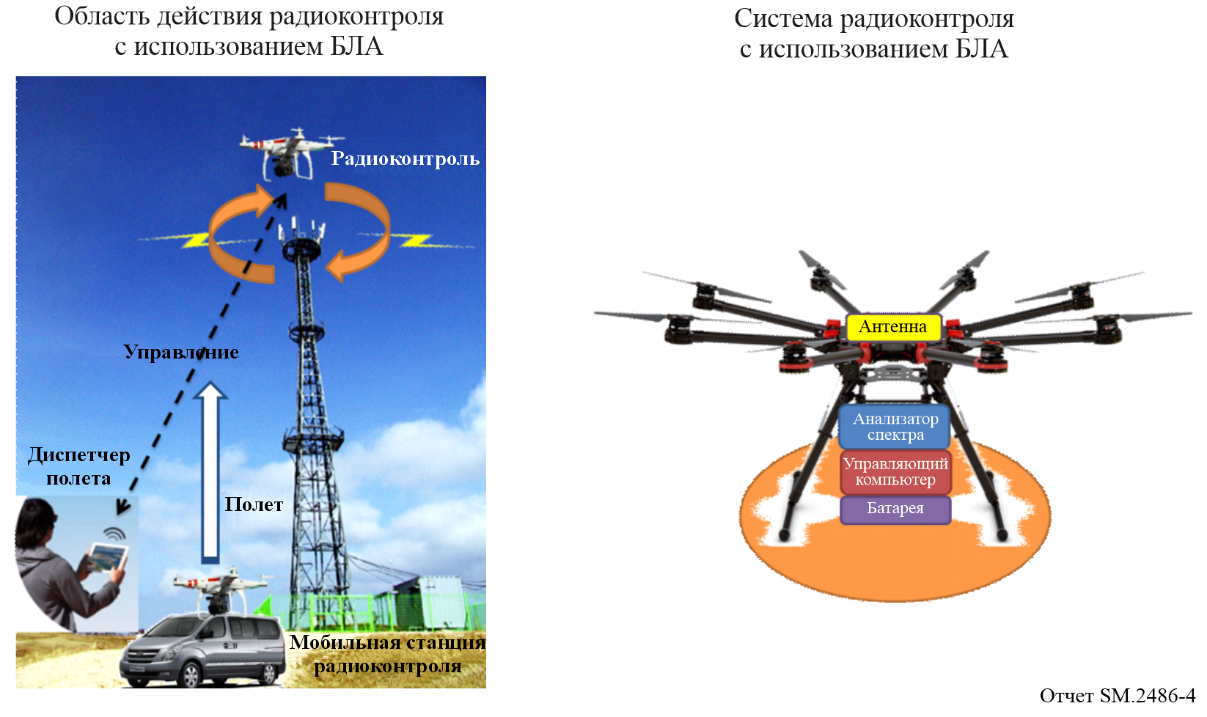 Область действия радиоконтроля
с использованием БЛА
Радиоконтроль
Управление
Диспетчер
полета
Полет
Мобильная станция
радиоконтроля
Система радиоконтроля
с использованием БЛА
Антенна
Анализатор
спектра
Управляющий
компьютер
Батарея
Отчет SM.2486-4